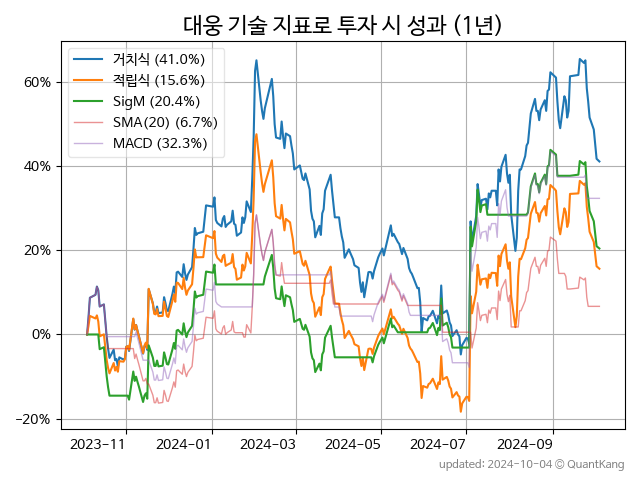 대웅 기술 지표로 투자 시 성과 (1년)
거치식 (41.0%)
적립식 (15.6%)
SigM (20.4%)
SMA(20) (6.7%)
MACD (32.3%)
60%
40%
20%
0%
−20%
2023−11
2024−01
2024−03
2024−05
2024−07
2024−09
updated: 2024-10-04 © QuantKang